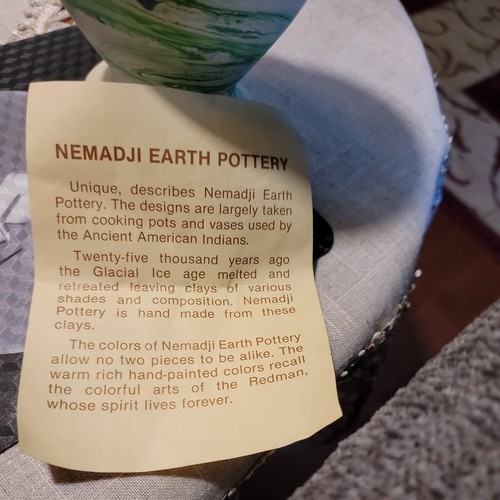 NEMADJI EARTH POTTERY
Unique, describes Nemadji Earth
Pottery. The designs are largely taken
from cooking pots and vases used by
the Ancient American Indians.
Twenty-five thousand years ago
the Glacial Ice age melted and
retreated leaving clays of various
shades and composition. Nemadji
Pottery is hand made from these
clays.
The colors of Nemadji Earth Pottery
allow no two pieces to be alike. The
warm rich hand-painted colors recall
the colorful arts of the Redman,
whose spirit lives forever.